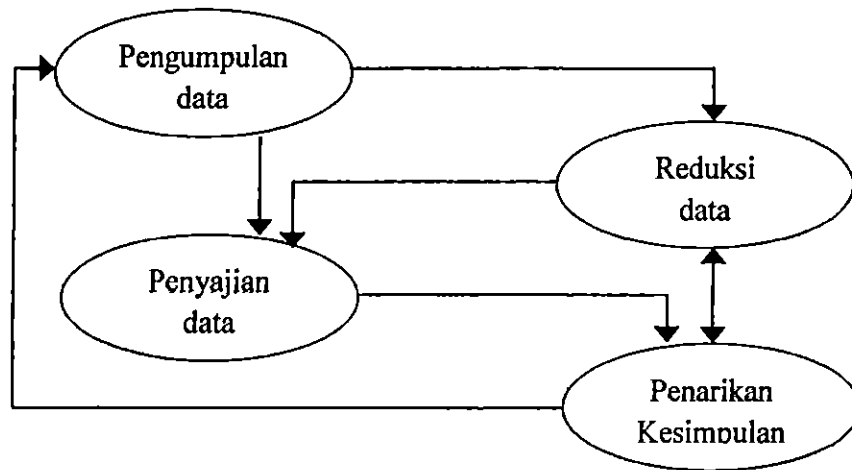 Pengumpulan
data
Reduksi
data
Penyajian
data
Penarikan
Kesimpulan